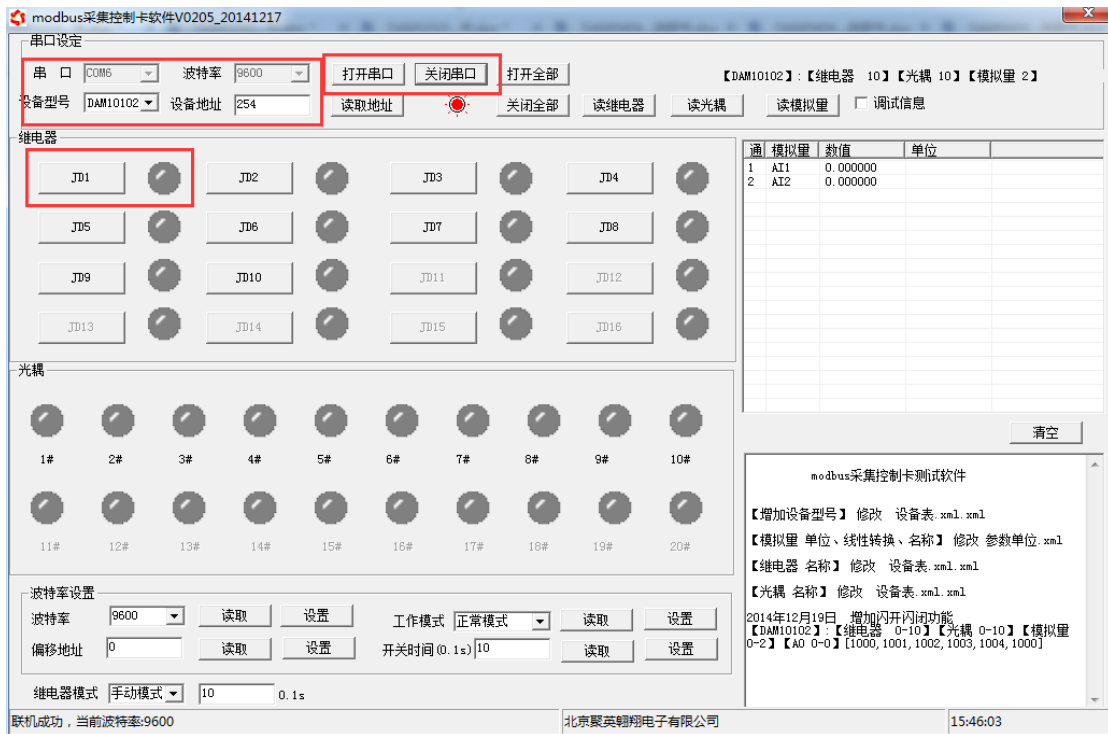 modbus采集控制卡软件V0205_20141217
串口设定
串 口 COM6 波特率 9600 打开串口 关闭串口 打开全部 【DAM10102】:【继电器 10】【光耦 10】【模拟量 2】
设备型号 DAM10102 设备地址 254 读取地址 关闭全部 读继电器 读光耦 读模拟量 调试信息
继电器
JD1 JD2 JD3 JD4
JD5 JD6 JD7 JD8
JD9 JD10 JD11 JD12
JD13 JD14 JD15 JD16
通 模拟量 数值 单位
1 AI1 0.000000
2 AI2 0.000000
清空
光耦
1# 2# 3# 4# 5# 6# 7# 8# 9# 10#
11# 12# 13# 14# 15# 16# 17# 18# 19# 20#
modbus采集控制卡测试软件
【增加设备型号】 修改 设备表.xml.xml
【模拟量 单位、线性转换、名称】 修改 参数单位.xml
【继电器 名称】 修改 设备表.xml.xml
【光耦 名称】 修改 设备表.xml.xml
2014年12月19日 增加闪开闪闭功能
【DAM10102】:【继电器 0-10】【光耦 0-10】【模拟量
0-2】【AO 0-0】[1000,1001,1002,1003,1004,1000]
波特率设置
波特率 9600 读取 设置 工作模式 正常模式 读取 设置
偏移地址 0 读取 设置 开关时间(0.1s) 10 读取 设置
继电器模式 手动模式 10 0.1s
联机成功，当前波特率:9600 北京聚英翱翔电子有限公司 15:46:03